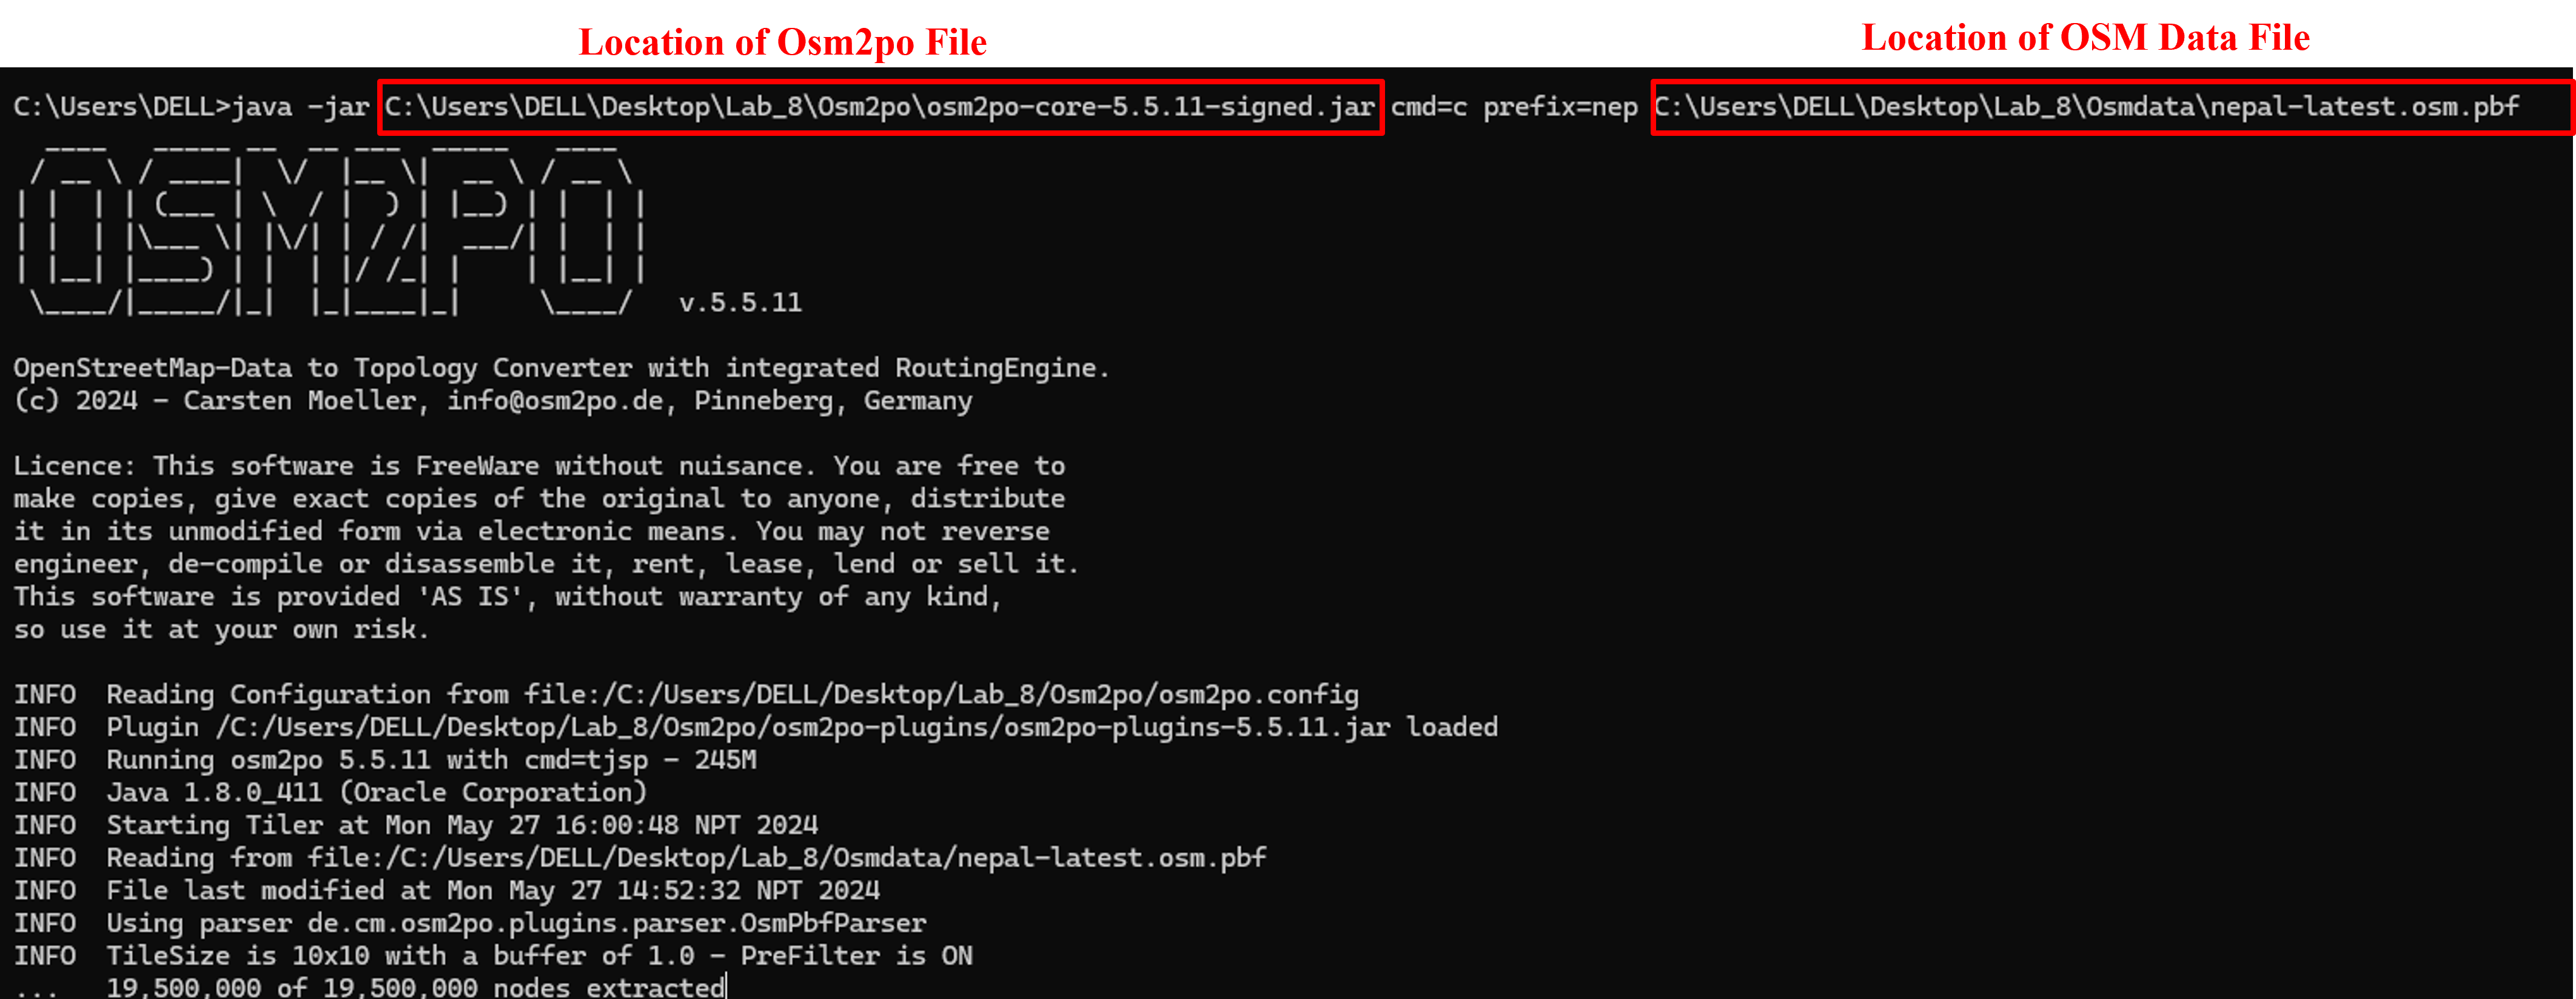 Location of Osm2po File
Location of OSM Data File
C:\Users\DELL>java -jar C:\Users\DELL\Desktop\Lab_8\Osm2po\osm2po-core-5.5.11-signed.jar cmd=c prefix=nep C:\Users\DELL\Desktop\Lab_8\Osmdata\nepal-latest.osm.pbf
OSM2PO v.5.5.11
OpenStreetMap-Data to Topology Converter with integrated RoutingEngine.
(c) 2024 - Carsten Moeller, info@osm2po.de, Pinneberg, Germany
Licence: This software is FreeWare without nuisance. You are free to
make copies, give exact copies of the original to anyone, distribute
it in its unmodified form via electronic means. You may not reverse
engineer, de-compile or disassemble it, rent, lease, lend or sell it.
This software is provided 'AS IS', without warranty of any kind,
so use it at your own risk.
INFO  Reading Configuration from file:/C:/Users/DELL/Desktop/Lab_8/Osm2po/osm2po.config
INFO  Plugin /C:/Users/DELL/Desktop/Lab_8/Osm2po/osm2po-plugins/osm2po-plugins-5.5.11.jar loaded
INFO  Running osm2po 5.5.11 with cmd=tjsp - 245M
INFO  Java 1.8.0_411 (Oracle Corporation)
INFO  Starting Tiler at Mon May 27 16:00:48 NPT 2024
INFO  Reading from file:/C:/Users/DELL/Desktop/Lab_8/Osmdata/nepal-latest.osm.pbf
INFO  File last modified at Mon May 27 14:52:32 NPT 2024
INFO  Using parser de.cm.osm2po.plugins.parser.OsmPbfParser
INFO  TileSize is 10x10 with a buffer of 1.0 - PreFilter is ON
...   19,500,000 of 19,500,000 nodes extracted